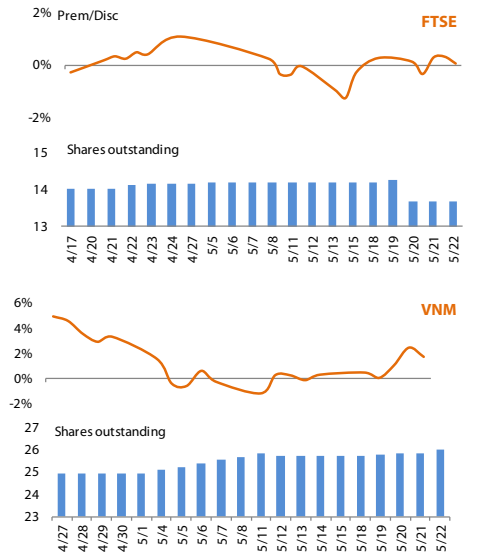 2% Prem/Disc
FTSE
0%
-2%
15
Shares outstanding
14
13
4/17 4/20 4/21 4/22 4/23 4/24 4/27 5/5 5/6 5/7 5/8 5/11 5/12 5/13 5/15 5/18 5/19 5/20 5/21 5/22
6%
VNM
4%
2%
0%
-2%
27
Shares outstanding
26
25
24
23
4/27 4/28 4/29 4/30 5/1 5/4 5/5 5/6 5/7 5/8 5/11 5/12 5/13 5/14 5/15 5/18 5/19 5/20 5/21 5/22